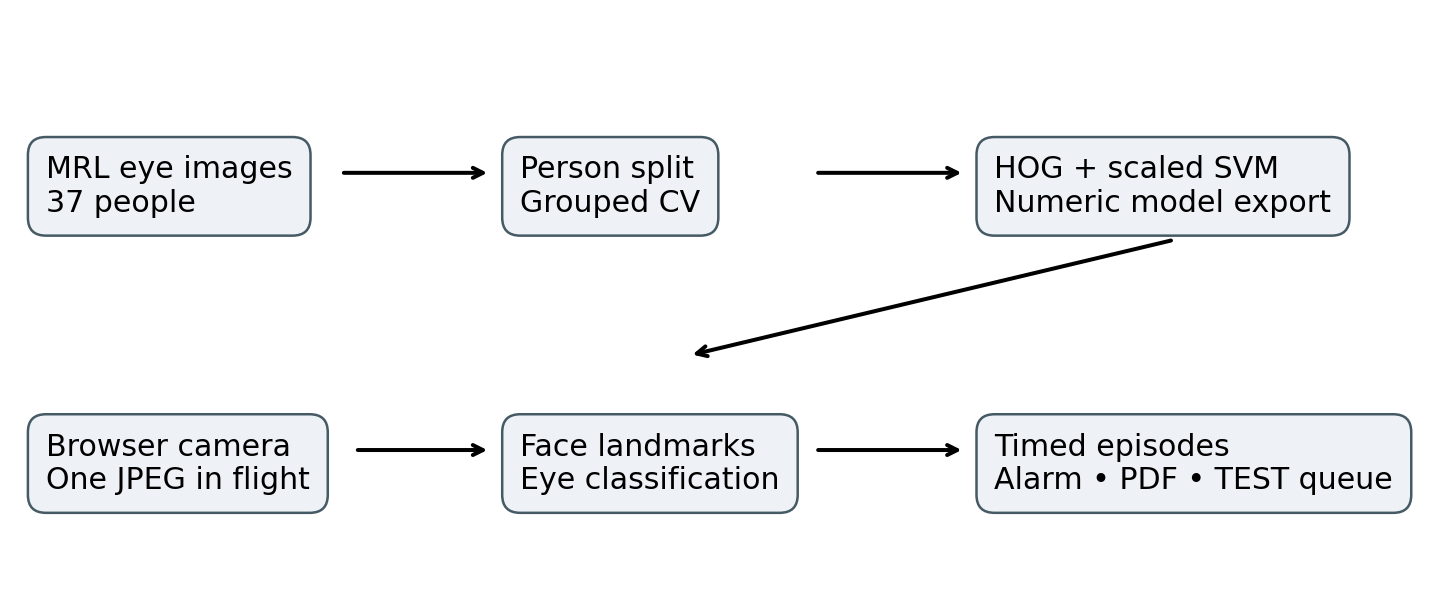 MRL eye images
37 people
Person split
Grouped CV
HOG + scaled SVM
Numeric model export
Browser camera
One JPEG in flight
Face landmarks
Eye classification
Timed episodes
Alarm • PDF • TEST queue